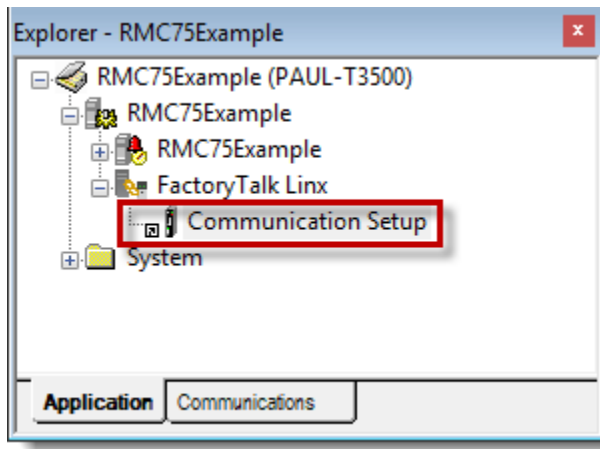 Explorer - RMC75Example
RMC75Example (PAUL-T3500)
RMC75Example
RMC75Example
FactoryTalk Linx
Communication Setup
System
Application Communications